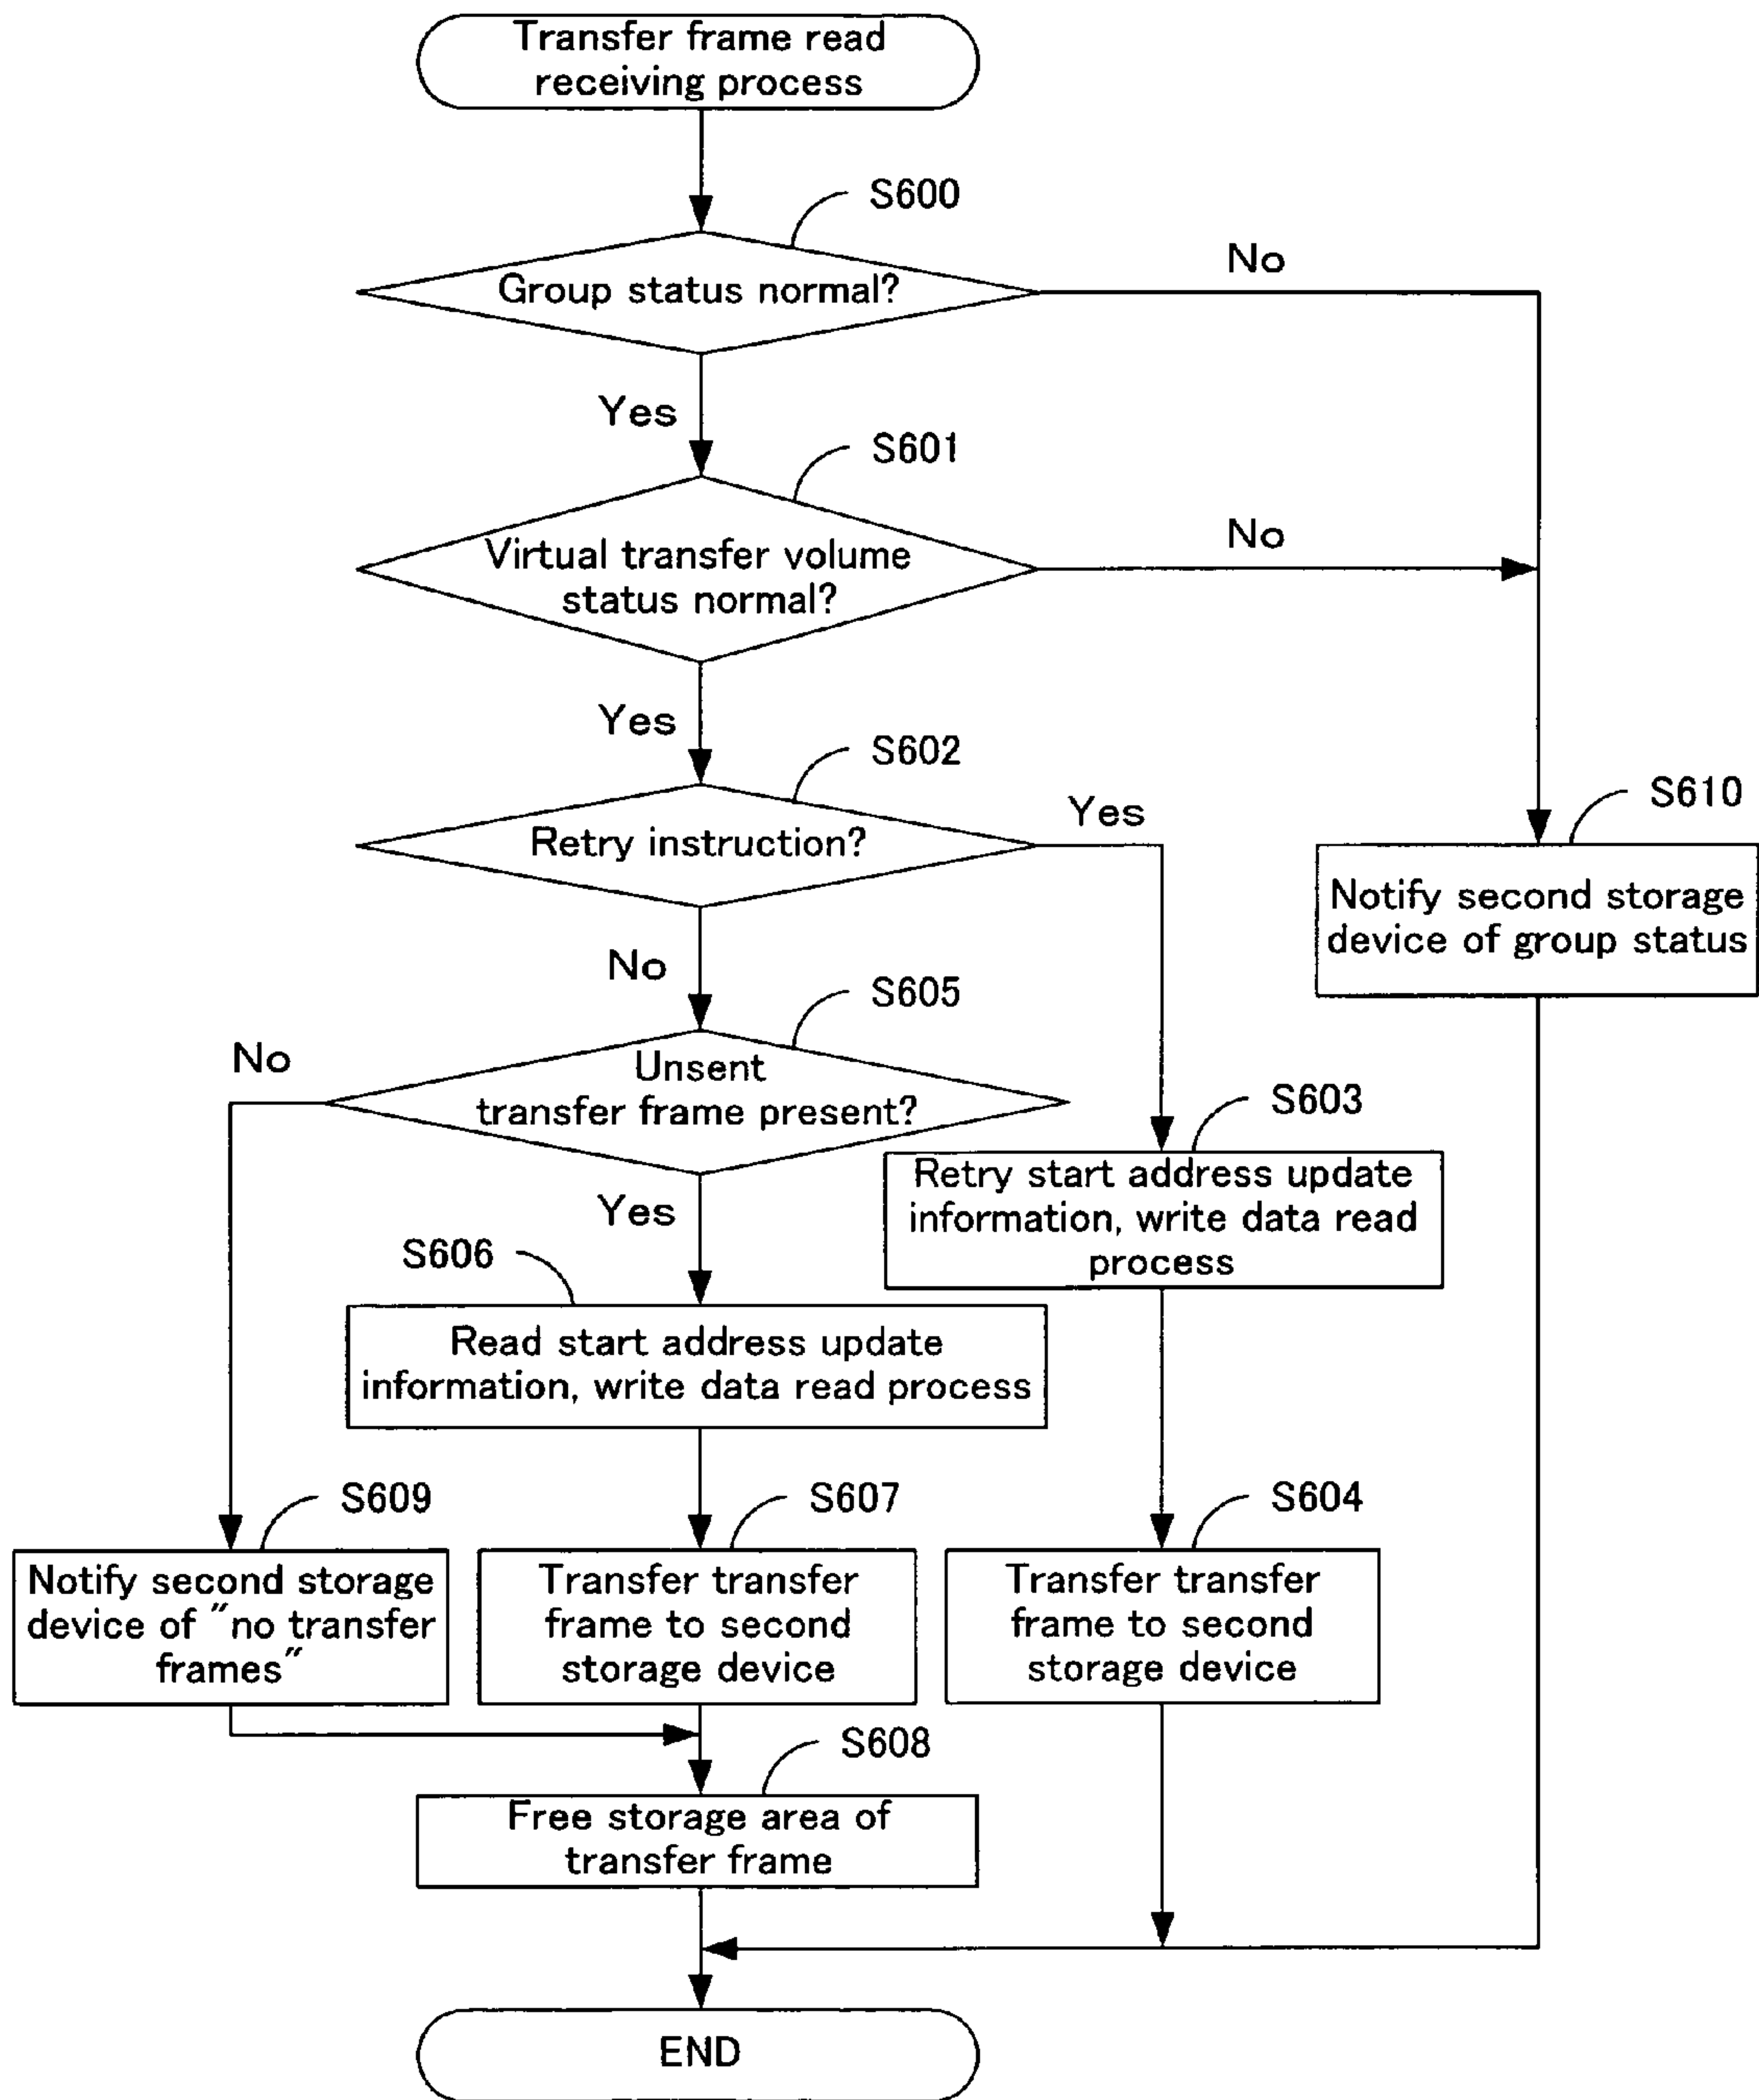 Transfer frame read
receiving process
S600
Group status normal?
No
Yes
S601
Virtual transfer volume
status normal?
No
Yes
S602
Retry instruction?
Yes
S610
Notify second storage
device of group status
No
S605
Unsent
transfer frame present?
No
Yes
S603
Retry start address update
information, write data read
process
S606
Read start address update
information, write data read process
S609
Notify second storage
device of "no transfer
frames"
S607
Transfer transfer
frame to second
storage device
S604
Transfer transfer
frame to second
storage device
S608
Free storage area of
transfer frame
END